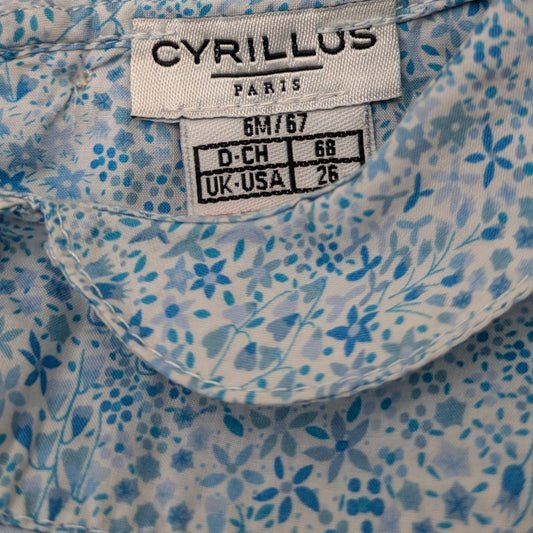 CYRILLUS
PARIS
6M/67
D-CH 68
UK-USA 26